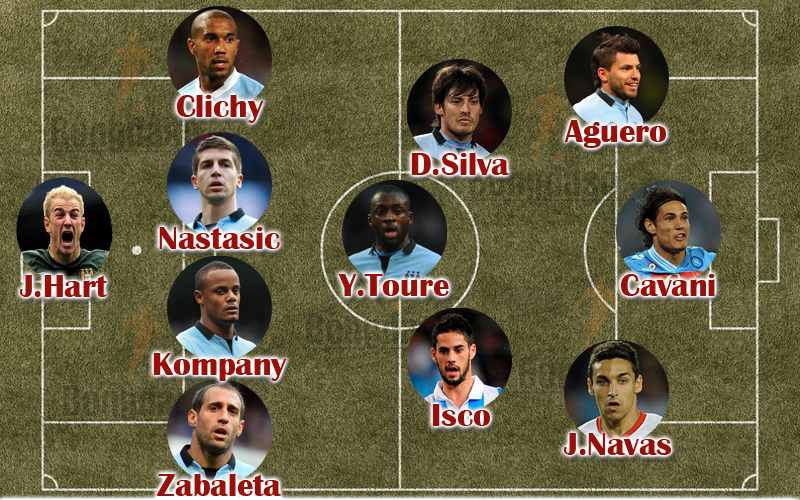 Clichy
Aguero
D.Silva
Nastasic
J.Hart
Y.Toure
Cavani
Kompany
Isco
J.Navas
Zabaleta